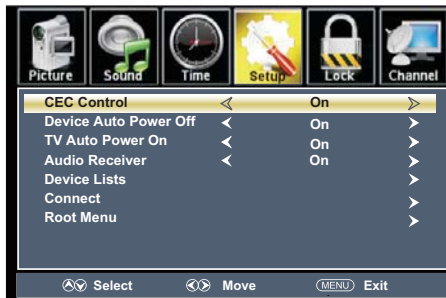 Picture Sound Time Setup Lock Channel
CEC Control On
Device Auto Power Off On
TV Auto Power On On
Audio Receiver On
Device Lists
Connect
Root Menu
Select Move MENU Exit